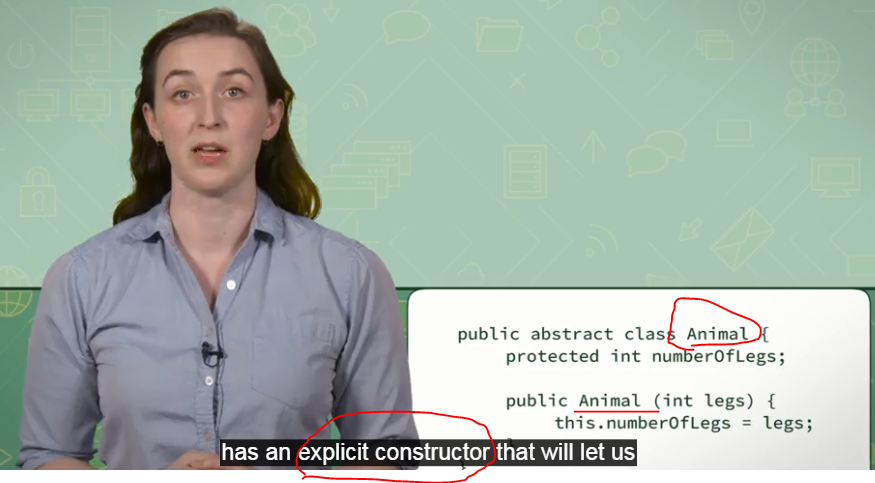 public abstract class Animal {
protected int numberOfLegs;
public Animal (int legs) {
this.numberOfLegs = legs;
has an explicit constructor that will let us